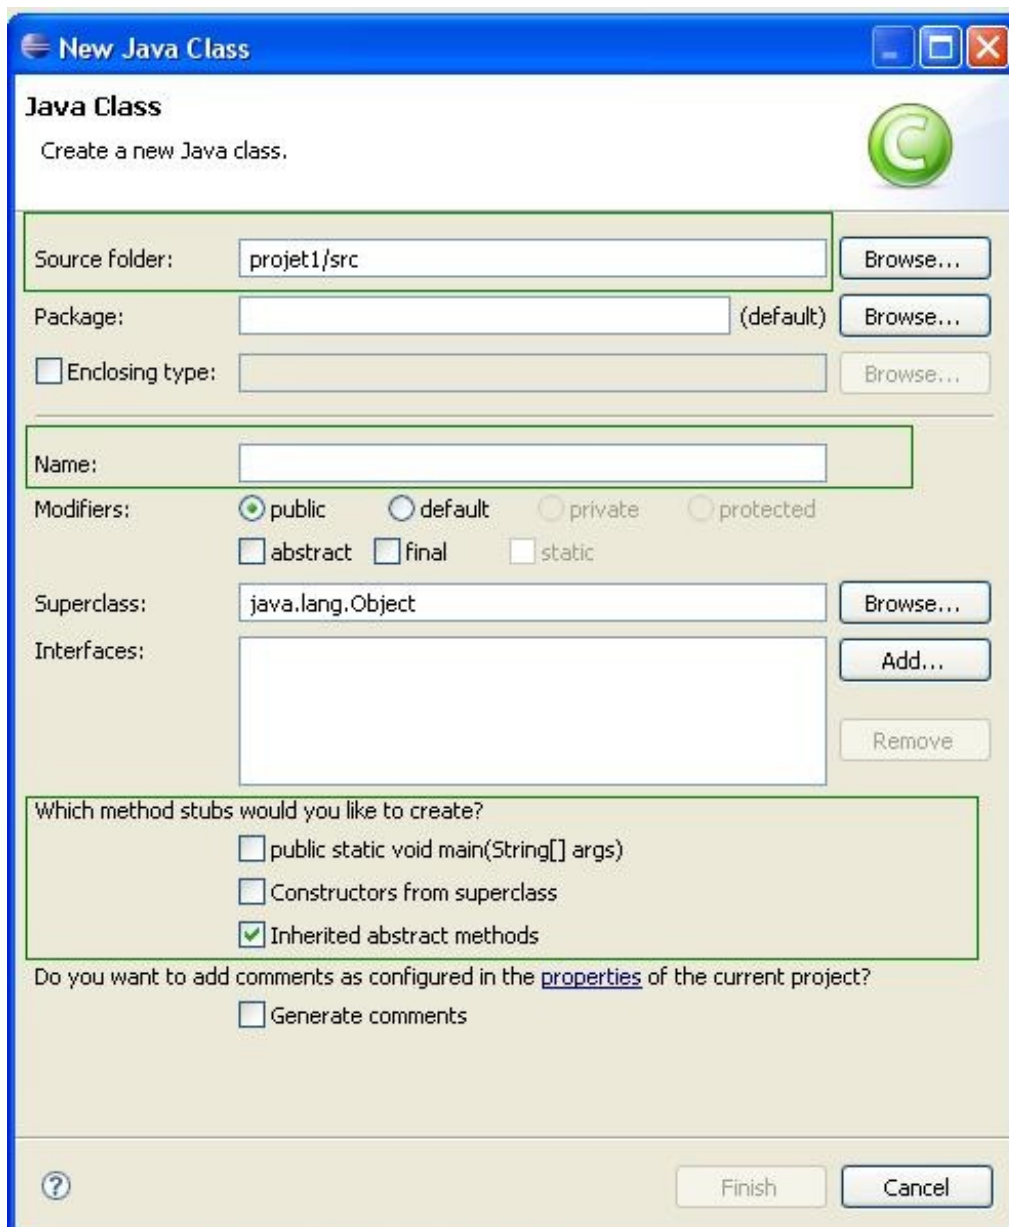 New Java Class
Java Class
Create a new Java class.
Source folder: projet1/src Browse...
Package: (default) Browse...
Enclosing type: Browse...
Name:
Modifiers: public default private protected
abstract final static
Superclass: java.lang.Object Browse...
Interfaces: Add...
Remove
Which method stubs would you like to create?
public static void main(String[] args)
Constructors from superclass
Inherited abstract methods
Do you want to add comments as configured in the properties of the current project?
Generate comments
? Finish Cancel